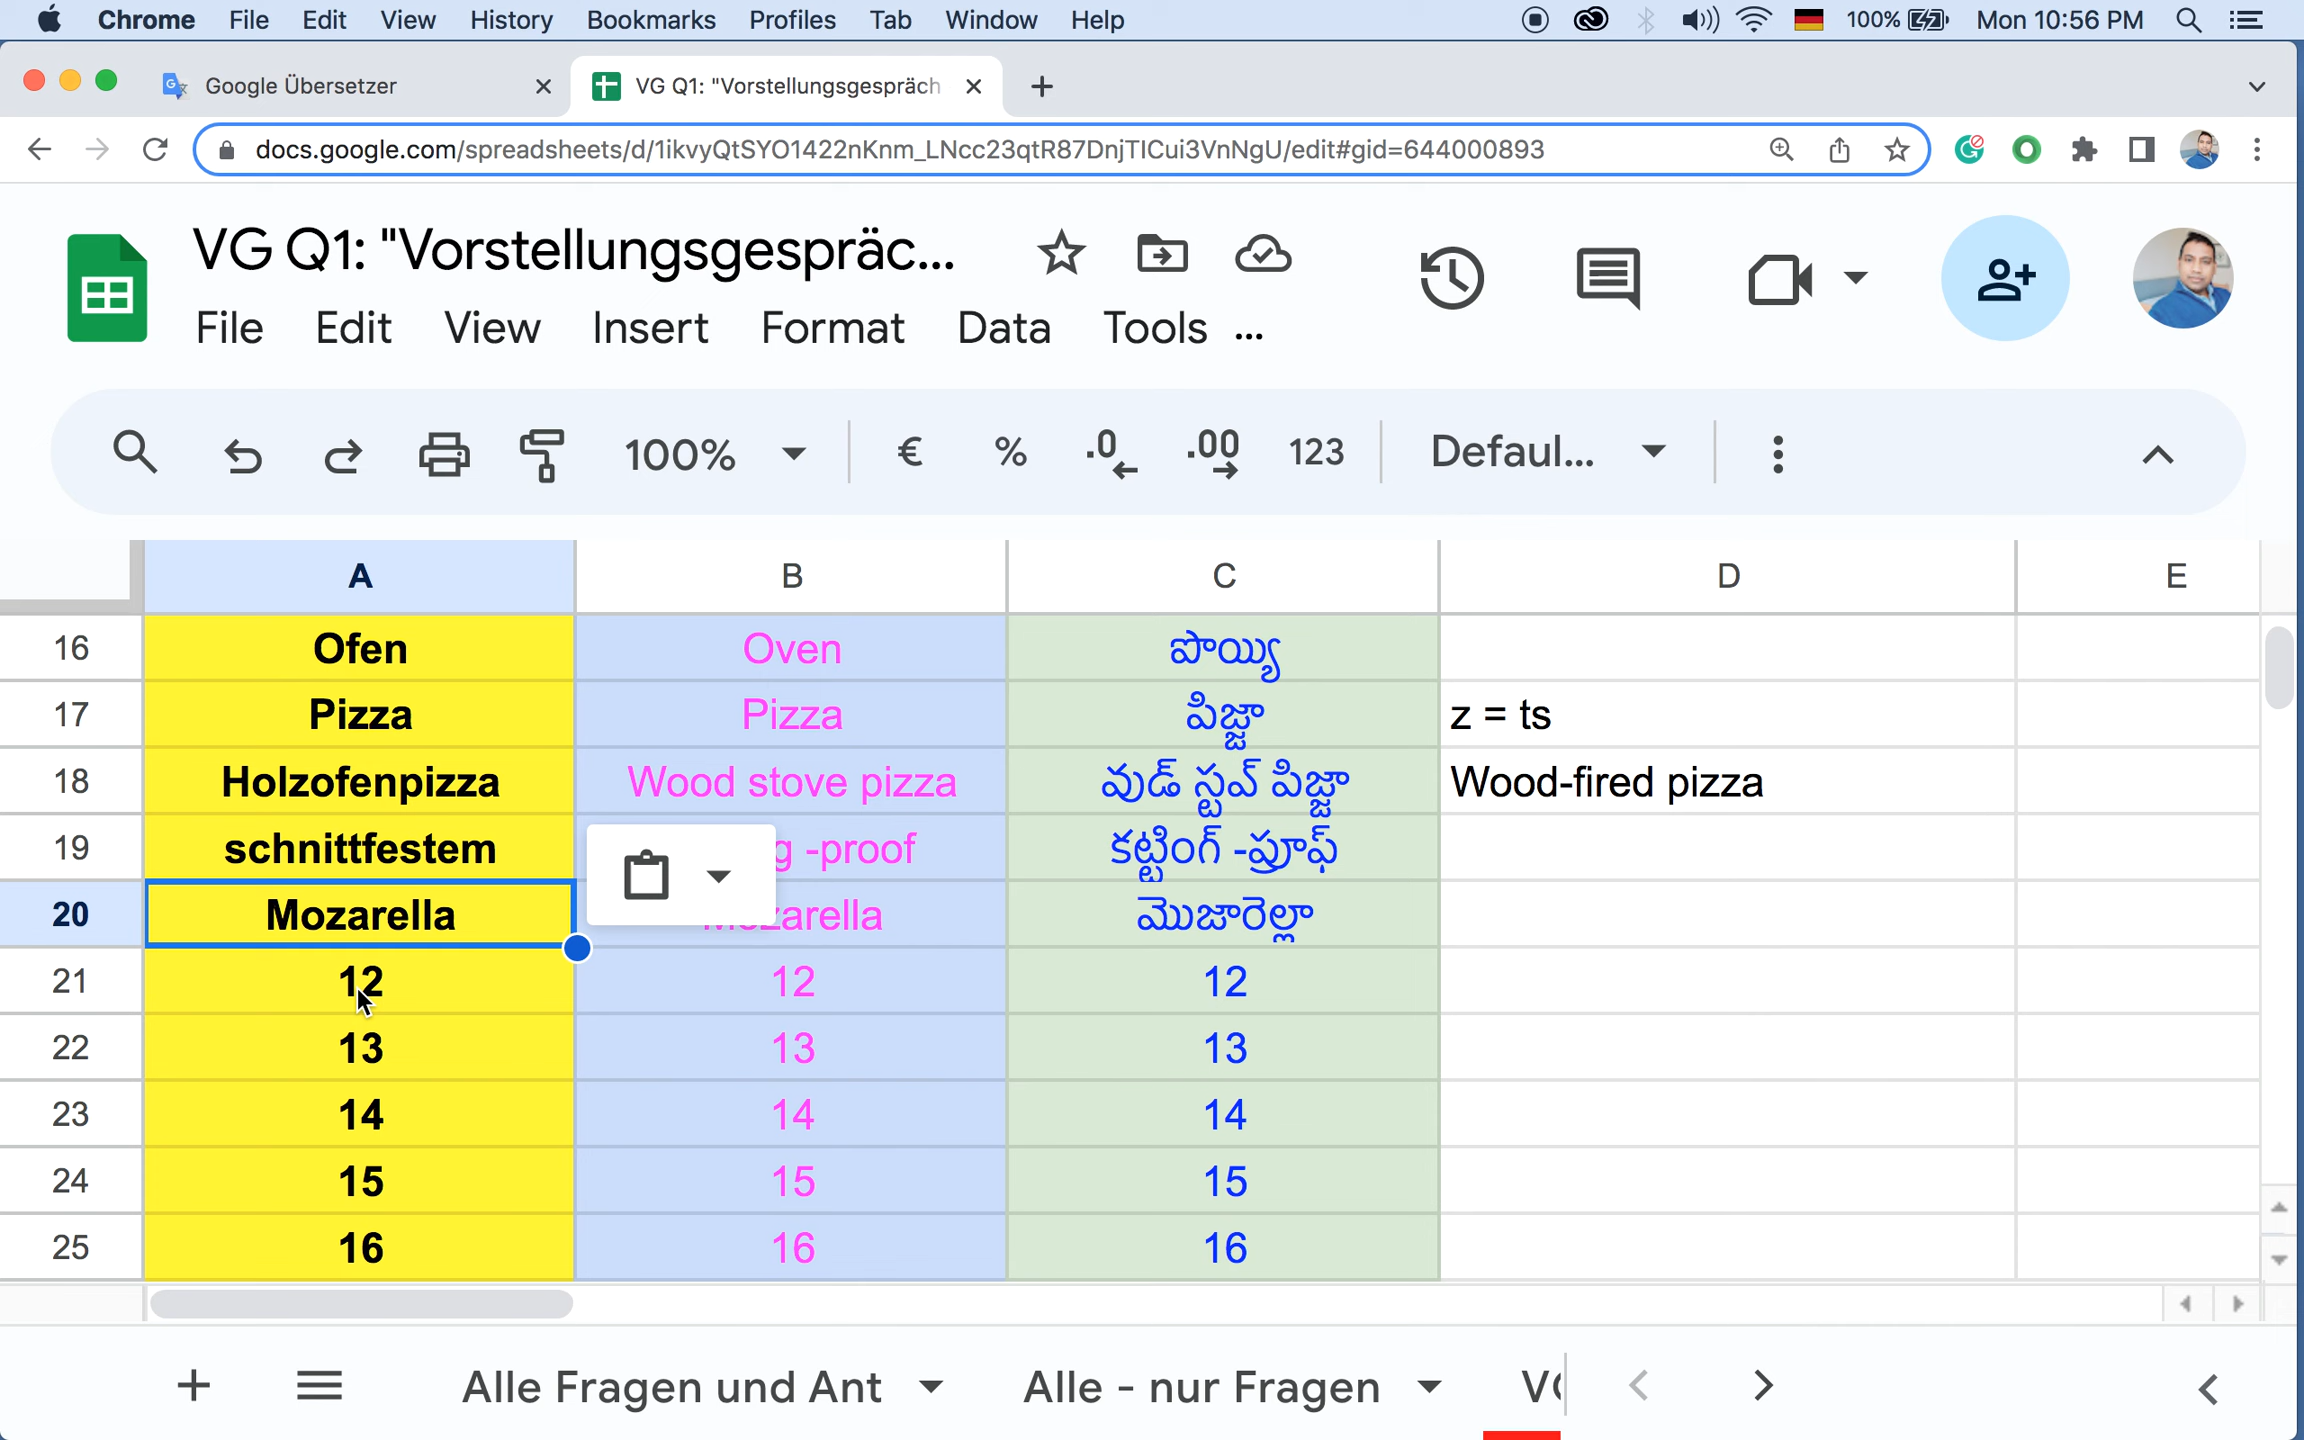 Chrome File Edit View History Bookmarks Profiles Tab Window Help 100% Mon 10:56 PM
Google Übersetzer VG Q1: "Vorstellungsgespräch
docs.google.com/spreadsheets/d/1ikvyQtSYO1422nKnm_LNcc23qtR87DnjTICui3VnNgU/edit#gid=644000893
VG Q1: "Vorstellungsgespräc...
File Edit View Insert Format Data Tools ...
100% € % .0 .00 123 Defaul...
A B C D E
16 Ofen Oven పొయ్యి
17 Pizza Pizza పిజ్జా z = ts
18 Holzofenpizza Wood stove pizza వుడ్ స్టవ్ పిజ్జా Wood-fired pizza
19 schnittfestem g -proof కట్టింగ్ -ప్రూఫ్
20 Mozarella zarella మొజారెల్లా
21 12 12 12
22 13 13 13
23 14 14 14
24 15 15 15
25 16 16 16
Alle Fragen und Ant Alle - nur Fragen